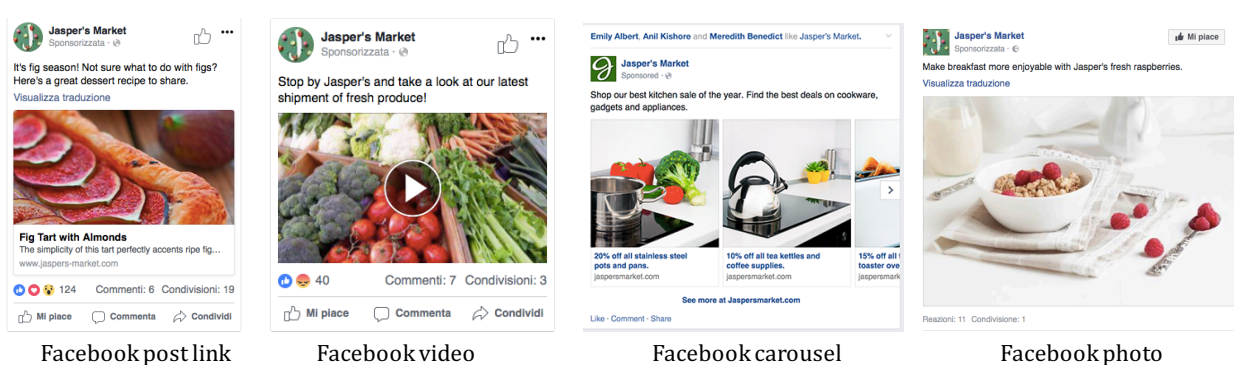 Jasper's Market
Sponsorizzata ·
It's fig season! Not sure what to do with figs?
Here's a great dessert recipe to share.
Visualizza traduzione
Fig Tart with Almonds
The simplicity of this tart perfectly accents ripe fig...
www.jaspers-market.com
124 Commenti: 6 Condivisioni: 19
Mi piace Commenta Condividi
Facebook post link
Jasper's Market
Sponsorizzata ·
Stop by Jasper's and take a look at our latest
shipment of fresh produce!
40 Commenti: 7 Condivisioni: 3
Mi piace Commenta Condividi
Facebook video
Emily Albert, Anil Kishore and Meredith Benedict like Jasper's Market.
Jasper's Market
Sponsored ·
Shop our best kitchen sale of the year. Find the best deals on cookware,
gadgets and appliances.
20% off all stainless steel
pots and pans.
jaspersmarket.com
10% off all tea kettles and
coffee supplies.
jaspersmarket.com
15% off all
toaster ove
jaspersmark
See more at Jaspersmarket.com
Like · Comment · Share
Facebook carousel
Jasper's Market
Sponsorizzata ·
Mi piace
Make breakfast more enjoyable with Jasper's fresh raspberries.
Visualizza traduzione
Reazioni: 11 Condivisione: 1
Facebook photo